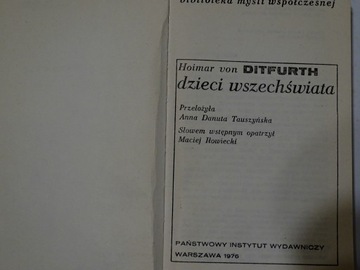 biblioteka myśli współczesnej
Hoimar von DITFURTH
dzieci wszechświata
Przełożyła
Anna Danuta Tauszyńska
Słowem wstępnym opatrzył
Maciej Iłowiecki
PAŃSTWOWY INSTYTUT WYDAWNICZY
WARSZAWA 1976